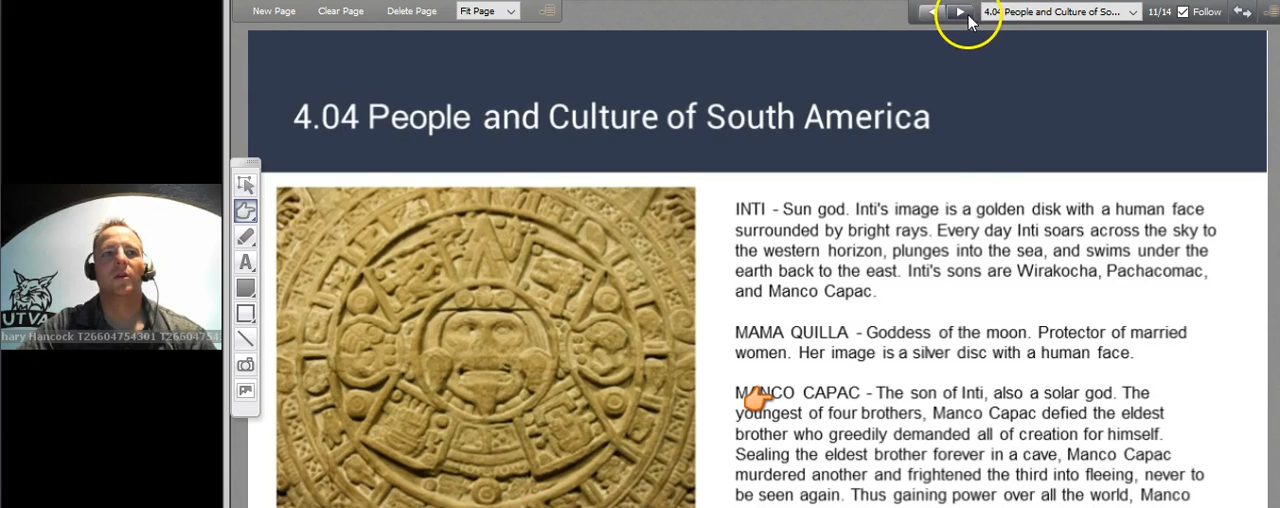 New Page Clear Page Delete Page Fit Page
4.04 People and Culture of So... 11/14 Follow
4.04 People and Culture of South America
INTI - Sun god. Inti's image is a golden disk with a human face
surrounded by bright rays. Every day Inti soars across the sky to
the western horizon, plunges into the sea, and swims under the
earth back to the east. Inti's sons are Wirakocha, Pachacomac,
and Manco Capac.
MAMA QUILLA - Goddess of the moon. Protector of married
women. Her image is a silver disc with a human face.
MANCO CAPAC - The son of Inti, also a solar god. The
youngest of four brothers, Manco Capac defied the eldest
brother who greedily demanded all of creation for himself.
Sealing the eldest brother forever in a cave, Manco Capac
murdered another and frightened the third into fleeing, never to
be seen again. Thus gaining power over all the world, Manco
A
UTVA
hary Hancock T26604754301 T2660475